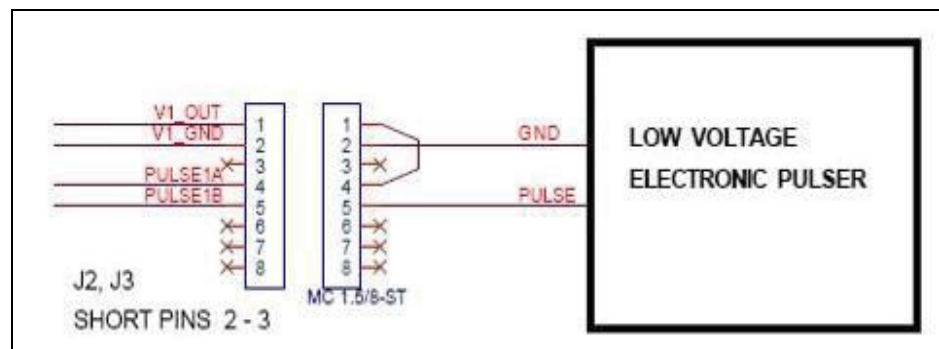 V1_OUT
V1_GND
PULSE1A
PULSE1B
1
2
3
4
5
6
7
8
1
2
3
4
5
6
7
8
MC 1.5/8-ST
GND
PULSE
LOW VOLTAGE
ELECTRONIC PULSER
J2, J3
SHORT PINS 2 - 3